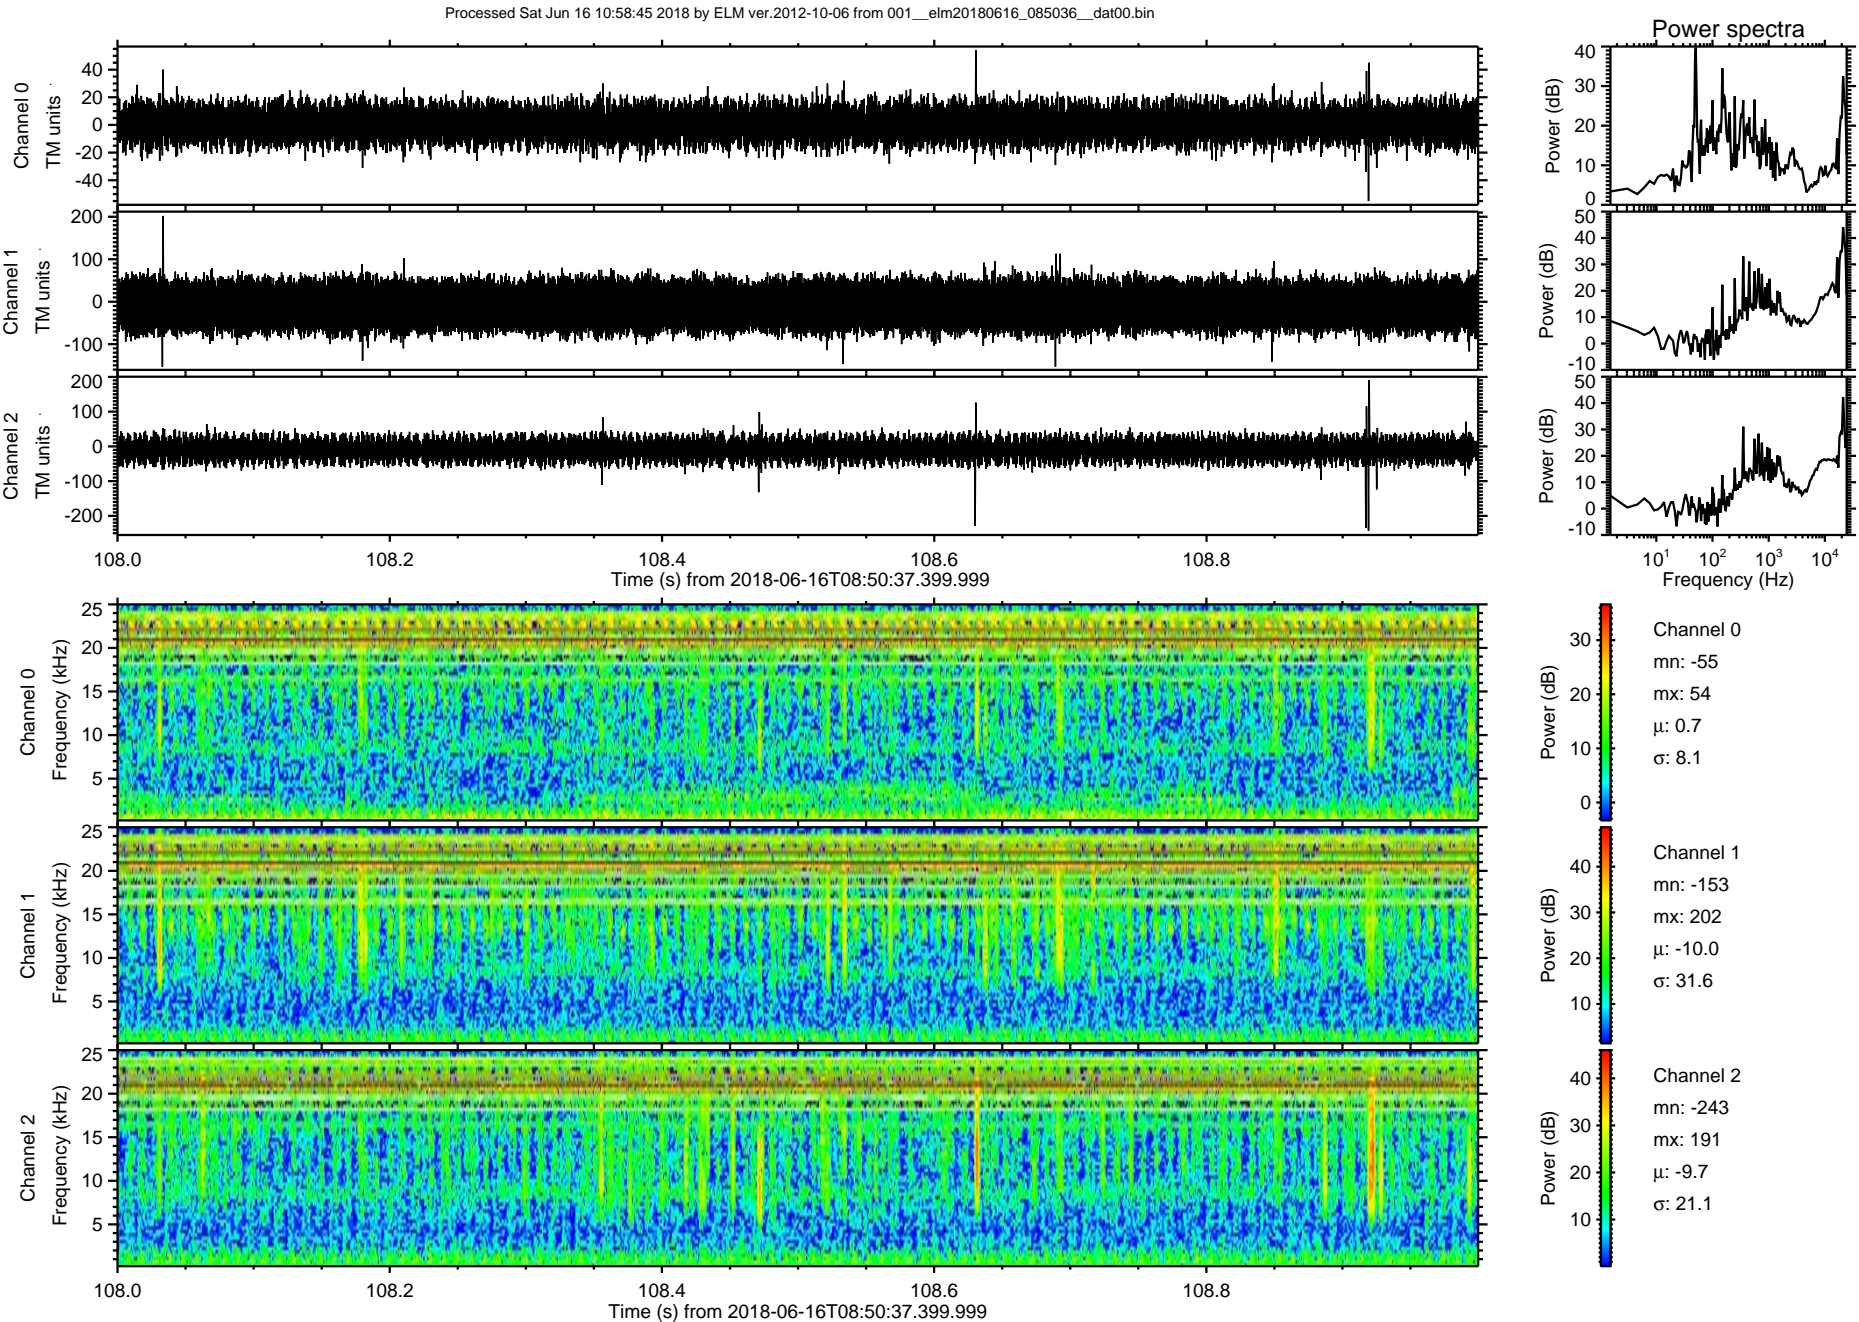 Processed Sat Jun 16 10:58:45 2018 by ELM ver.2012-10-06 from 001__elm20180616_085036__dat00.bin
Power spectra
Channel 0
TM units
40
20
0
-20
-40
Power (dB)
40
30
20
10
0
Channel 1
TM units
200
100
0
-100
Power (dB)
50
40
30
20
10
0
-10
Channel 2
TM units
200
100
0
-100
-200
Power (dB)
50
40
30
20
10
0
-10
108.0 108.2 108.4 108.6 108.8
Time (s) from 2018-06-16T08:50:37.399.999
10¹ 10² 10³ 10⁴
Frequency (Hz)
Channel 0
Frequency (kHz)
25
20
15
10
5
Power (dB)
30
20
10
0
Channel 0
mn: -55
mx: 54
μ: 0.7
σ: 8.1
Channel 1
Frequency (kHz)
25
20
15
10
5
Power (dB)
40
30
20
10
Channel 1
mn: -153
mx: 202
μ: -10.0
σ: 31.6
Channel 2
Frequency (kHz)
25
20
15
10
5
Power (dB)
40
30
20
10
Channel 2
mn: -243
mx: 191
μ: -9.7
σ: 21.1
108.0 108.2 108.4 108.6 108.8
Time (s) from 2018-06-16T08:50:37.399.999